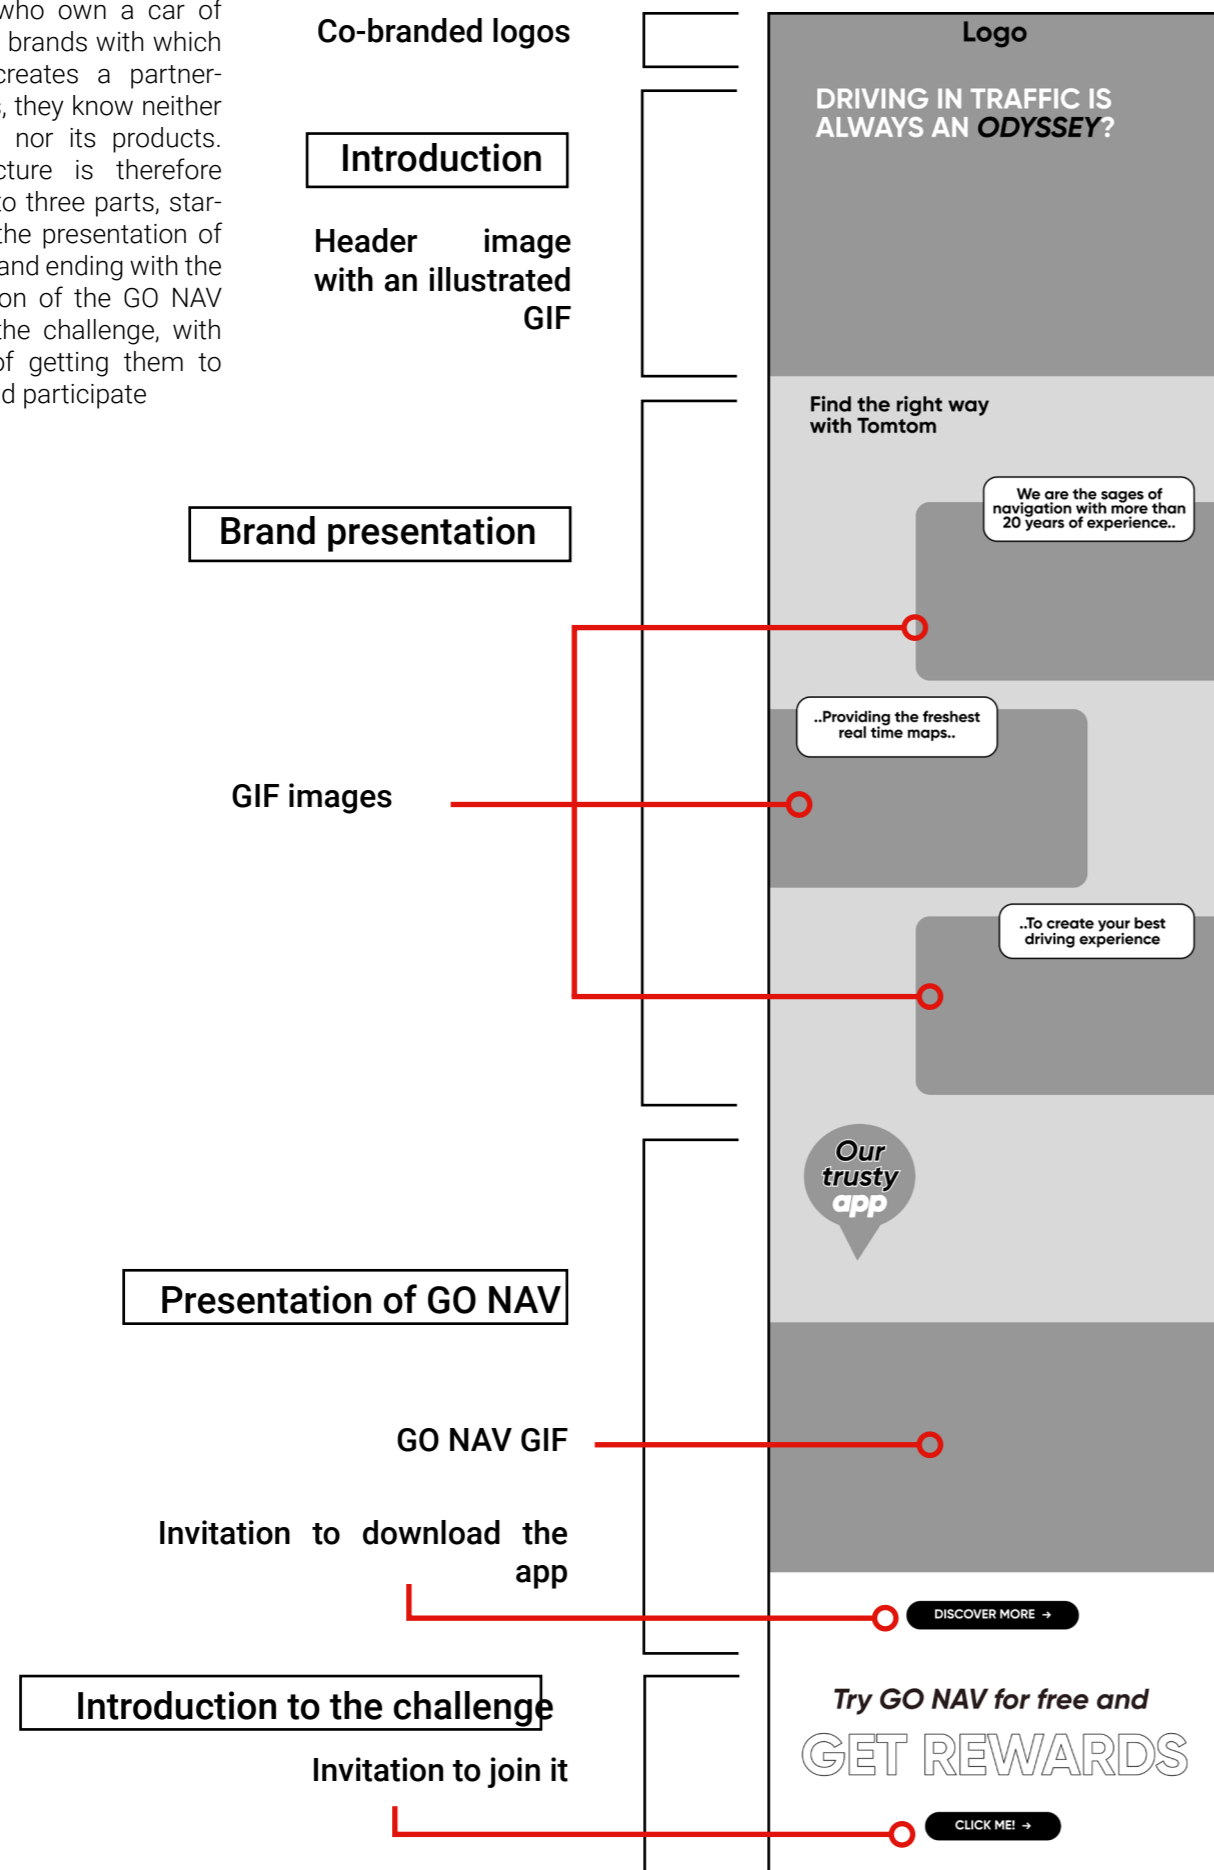 who own a car of
brands with which
creates a partner-
, they know neither
nor its products.
cture is therefore
to three parts, star-
the presentation of
and ending with the
on of the GO NAV
the challenge, with
of getting them to
d participate
Co-branded logos
Introduction
Header image
with an illustrated
GIF
Brand presentation
GIF images
Presentation of GO NAV
GO NAV GIF
Invitation to download the
app
Introduction to the challenge
Invitation to join it
Logo
DRIVING IN TRAFFIC IS
ALWAYS AN ODYSSEY?
Find the right way
with Tomtom
We are the sages of
navigation with more than
20 years of experience..
..Providing the freshest
real time maps..
..To create your best
driving experience
Our
trusty
app
DISCOVER MORE →
Try GO NAV for free and
GET REWARDS
CLICK ME! →